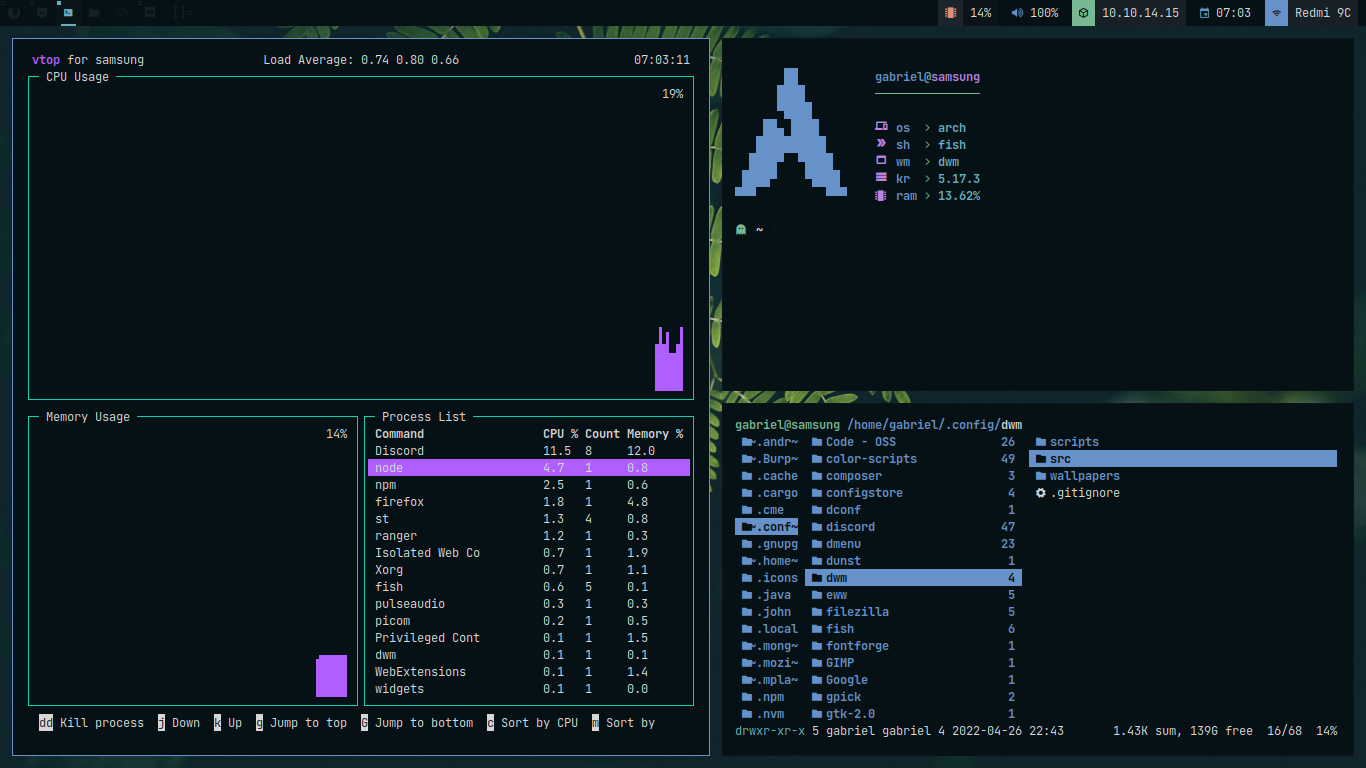 14% 100% 10.10.14.15 07:03 Redmi 9C
vtop for samsung Load Average: 0.74 0.80 0.66 07:03:11
CPU Usage
19%
Memory Usage
14%
Process List
Command CPU % Count Memory %
Discord 11.5 8 12.0
node 4.7 1 0.8
npm 2.5 1 0.6
firefox 1.8 1 4.8
st 1.3 4 0.8
ranger 1.2 1 0.3
Isolated Web Co 0.7 1 1.9
Xorg 0.7 1 1.1
fish 0.6 5 0.1
pulseaudio 0.3 1 0.3
picom 0.2 1 0.5
Privileged Cont 0.1 1 1.5
dwm 0.1 1 0.1
WebExtensions 0.1 1 1.4
widgets 0.1 1 0.0
dd Kill process j Down k Up g Jump to top G Jump to bottom c Sort by CPU m Sort by
gabriel@samsung
os > arch
sh > fish
wm > dwm
kr > 5.17.3
ram > 13.62%
~
gabriel@samsung /home/gabriel/.config/dwm
~.andr~ Code - OSS 26 scripts
~.Burp~ color-scripts 49 src
.cache composer 3 wallpapers
.cargo configstore 4 .gitignore
.cme dconf 1
~.conf~ discord 47
.gnupg dmenu 23
~.home~ dunst 1
.icons dwm 4
.java eww 5
.john filezilla 5
.local fish 6
~.mong~ fontforge 1
~.mozi~ GIMP 1
~.mpla~ Google 1
.npm gpick 2
.nvm gtk-2.0 1
drwxr-xr-x 5 gabriel gabriel 4 2022-04-26 22:43 1.43K sum, 139G free 16/68 14%